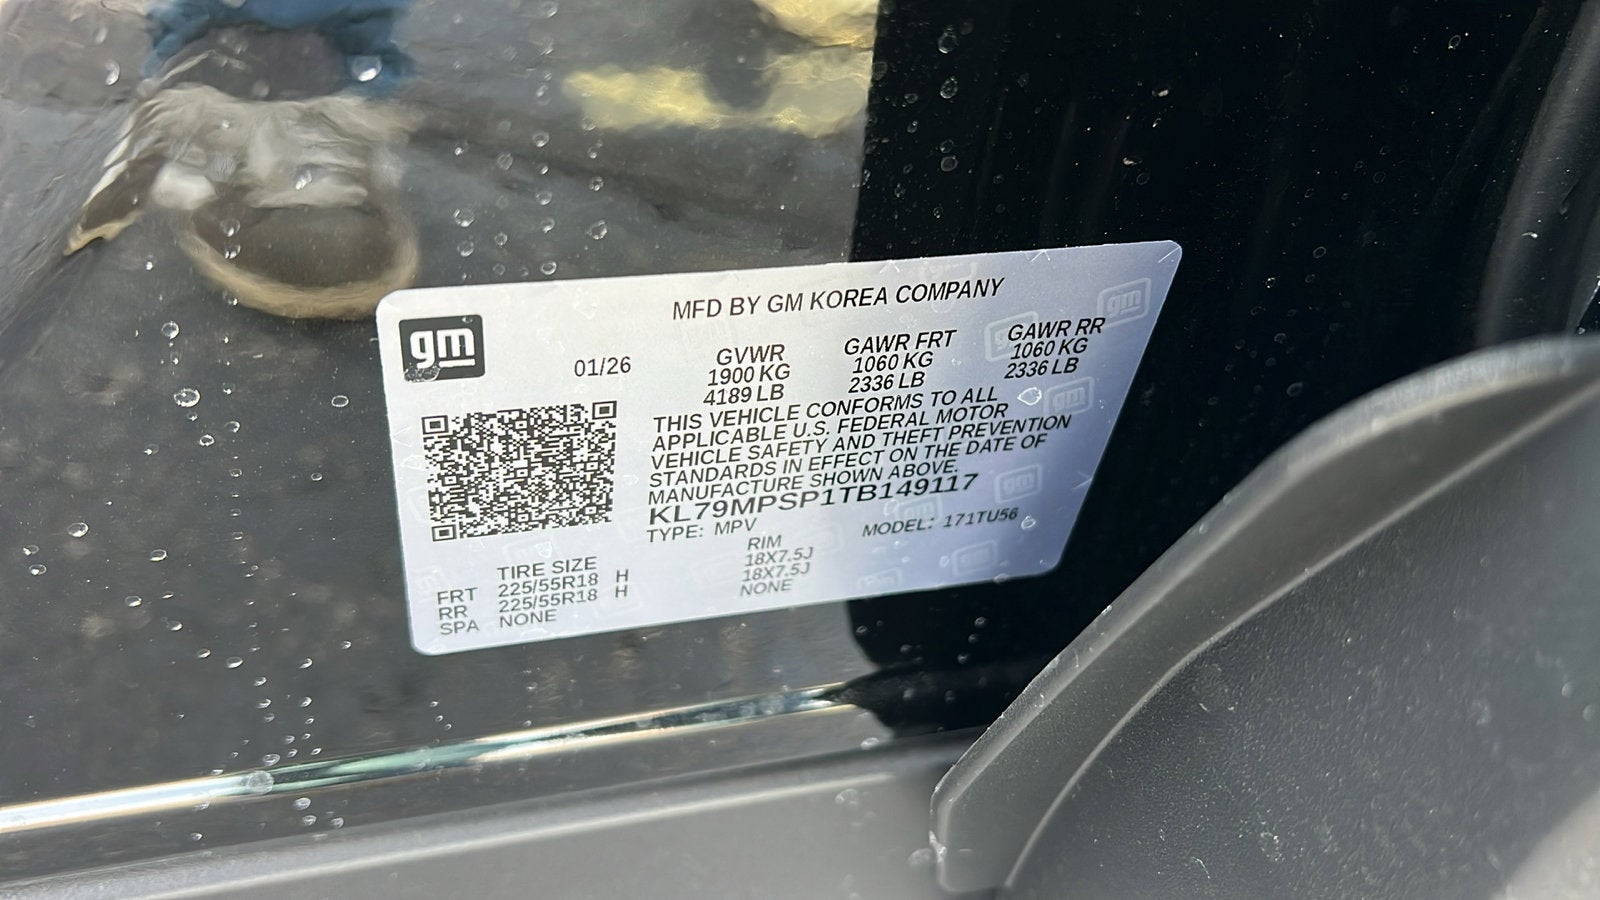 MFD BY GM KOREA COMPANY
gm
01/26
GVWR
1900 KG
4189 LB
GAWR FRT
1060 KG
2336 LB
GAWR RR
1060 KG
2336 LB
THIS VEHICLE CONFORMS TO ALL
APPLICABLE U.S. FEDERAL MOTOR
VEHICLE SAFETY AND THEFT PREVENTION
STANDARDS IN EFFECT ON THE DATE OF
MANUFACTURE SHOWN ABOVE.
KL79MPSP1TB149117
TYPE: MPV MODEL: 171TU56
TIRE SIZE RIM
FRT 225/55R18 H 18X7.5J
RR 225/55R18 H 18X7.5J
SPA NONE NONE